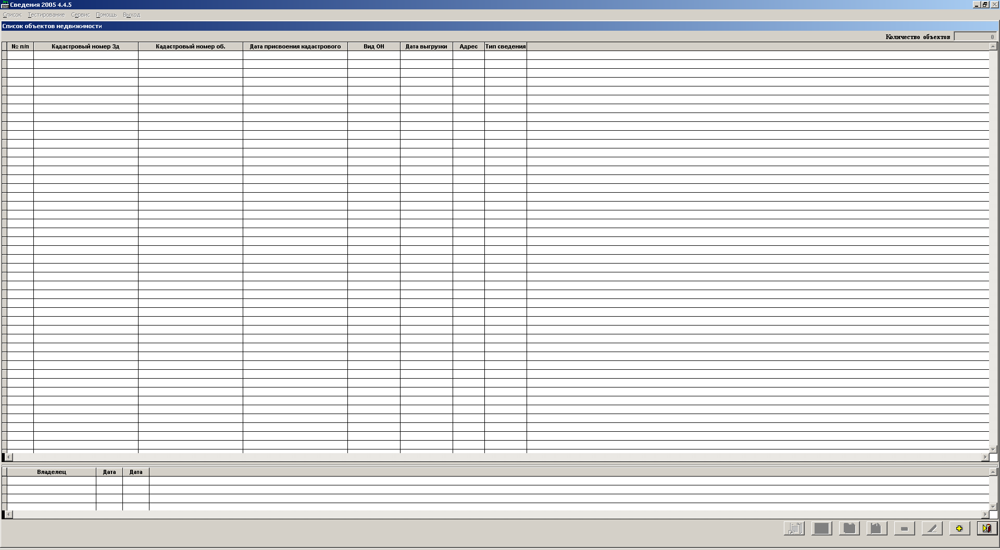 Сведения 2005 4.4.5
Список Тестирование Сервис Помощь Выход
Список объектов недвижимости
Количество объектов 0
№ п/п Кадастровый номер Зд Кадастровый номер об. Дата присвоения кадастрового Вид ОН Дата выгрузки Адрес Тип сведения
Владелец Дата Дата